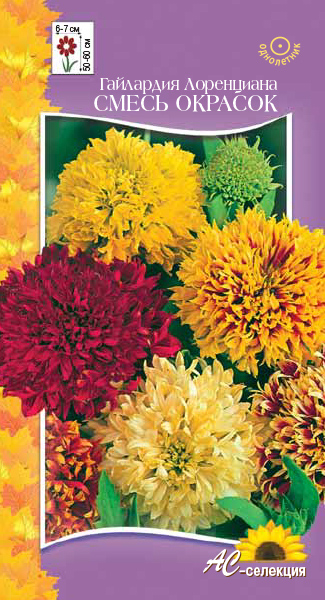 6-7 см
50-60 см
однолетник
Гайлардия Лоренциана
СМЕСЬ ОКРАСОК
АС-селекция